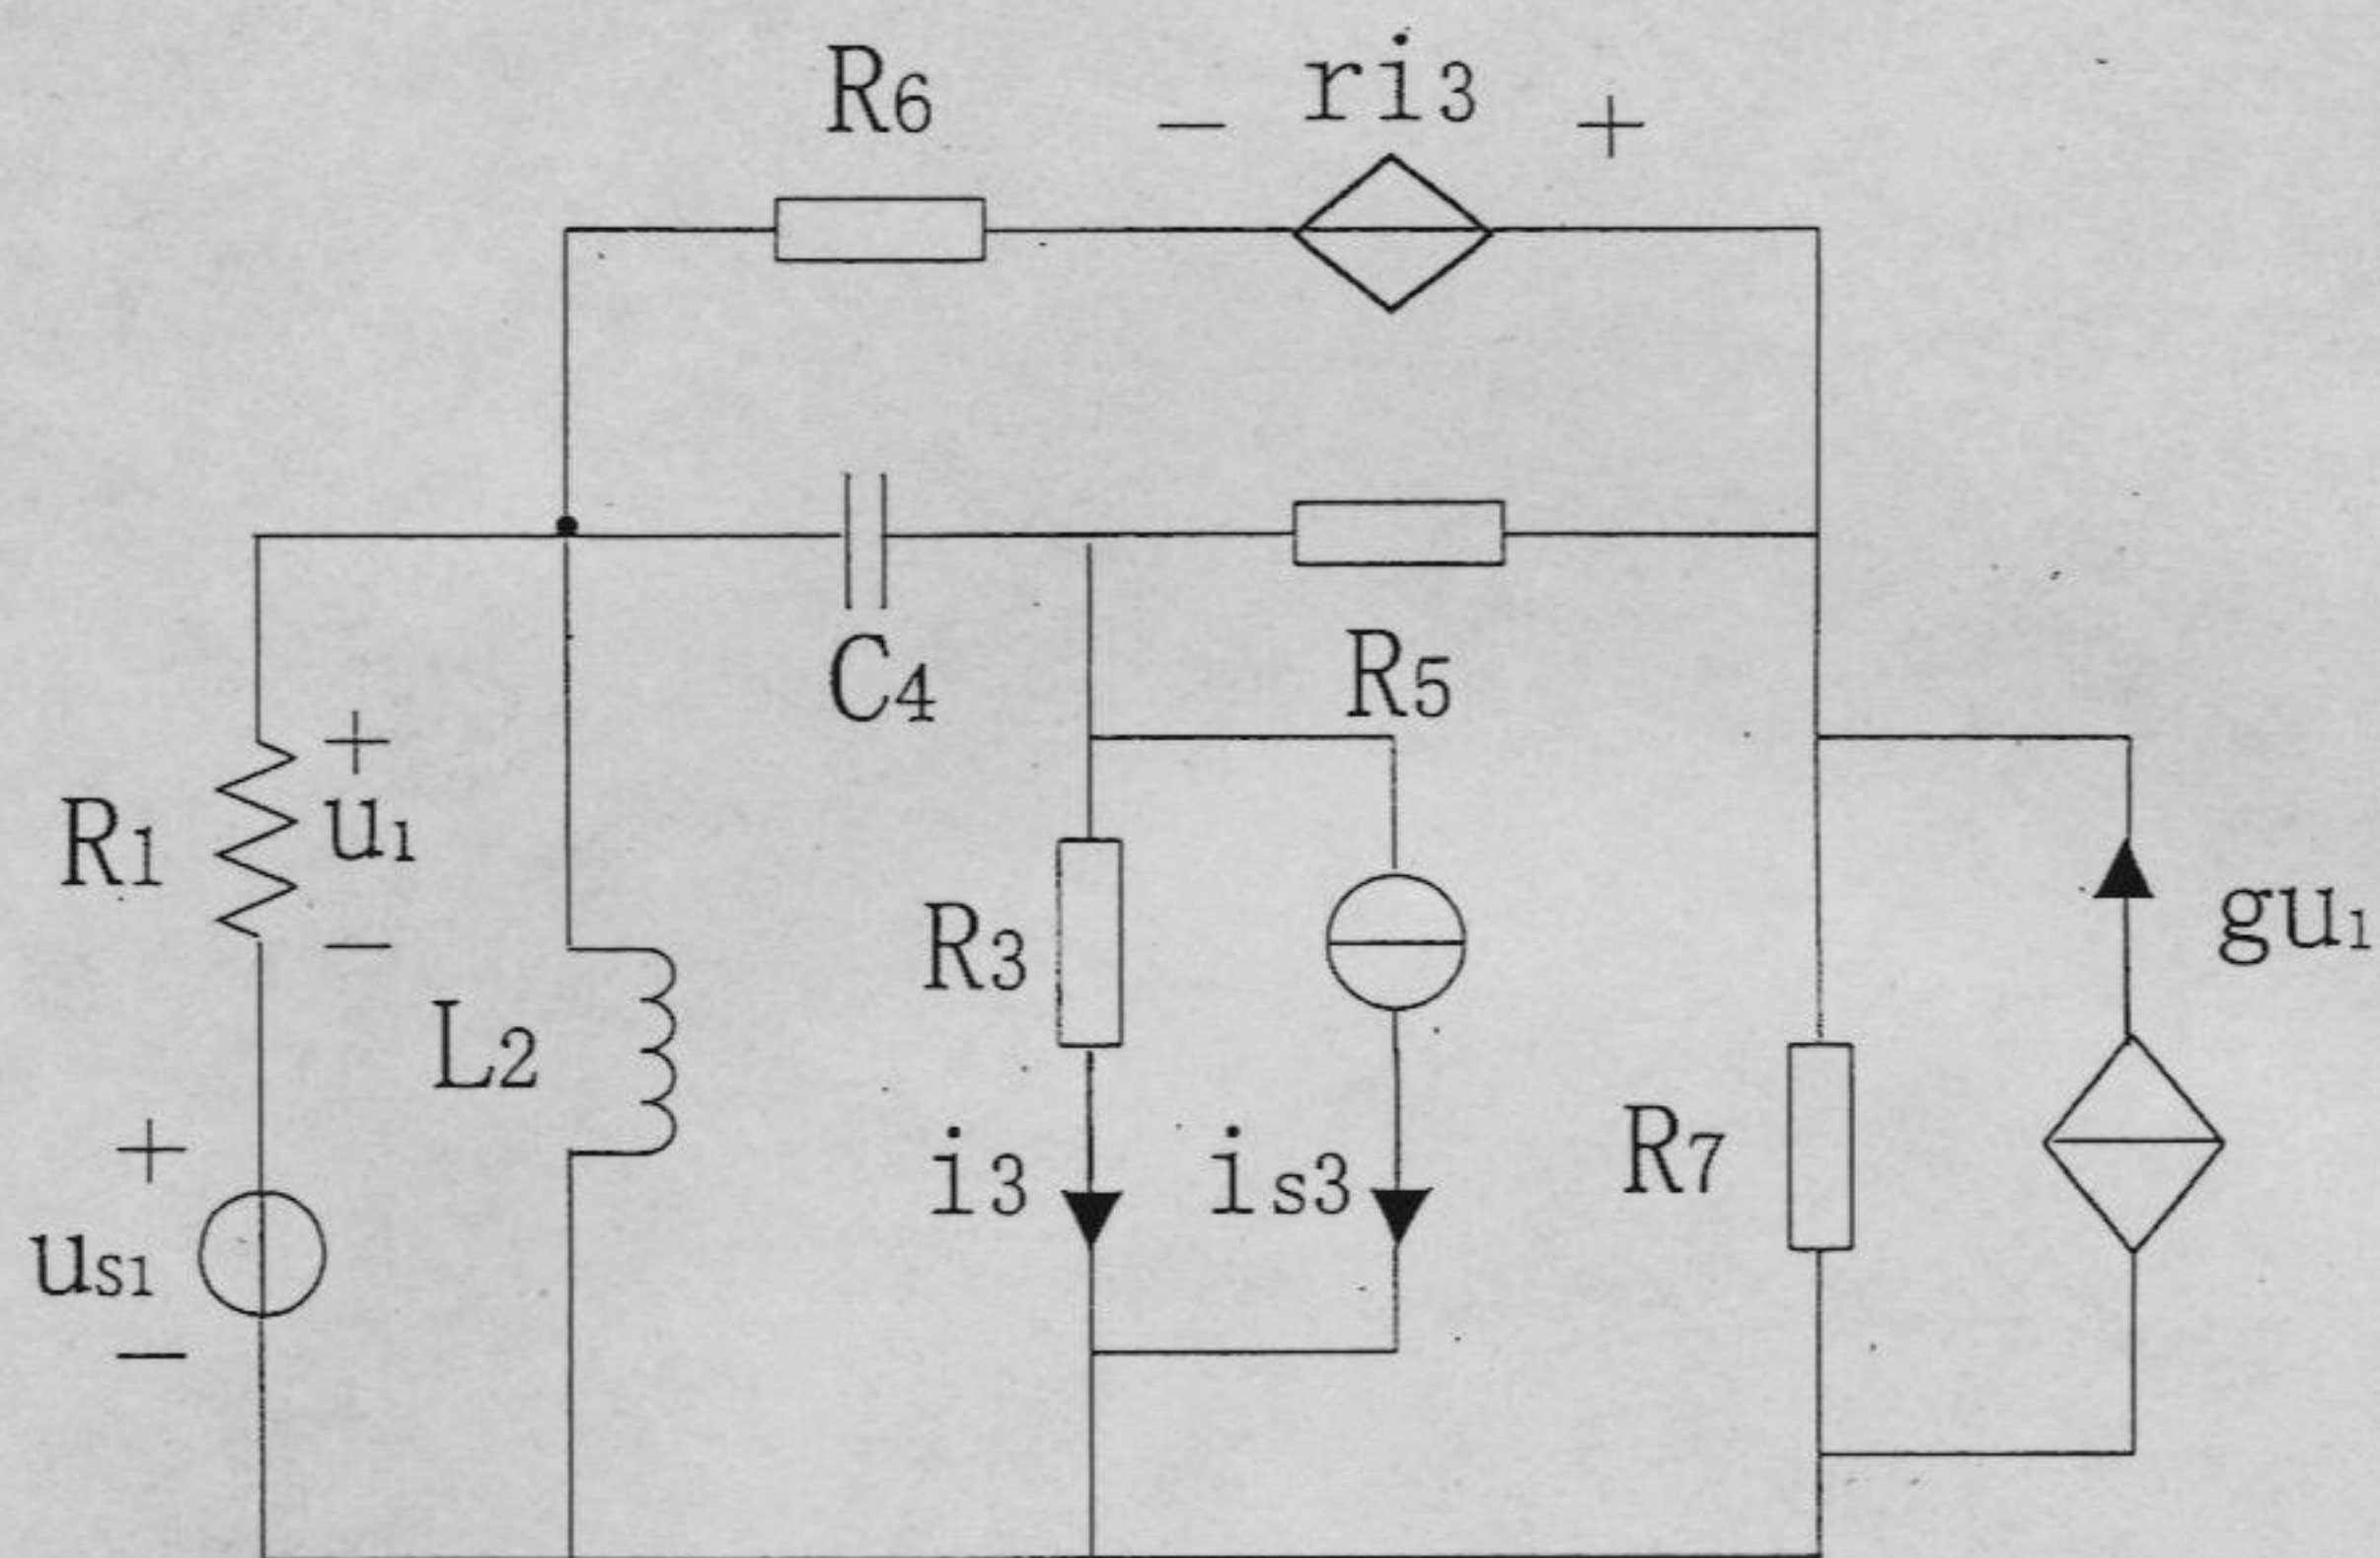 R6
− ri3 +
C4
R5
R1
+
u1
−
L2
R3
gu1
+
us1
−
i3
is3
R7